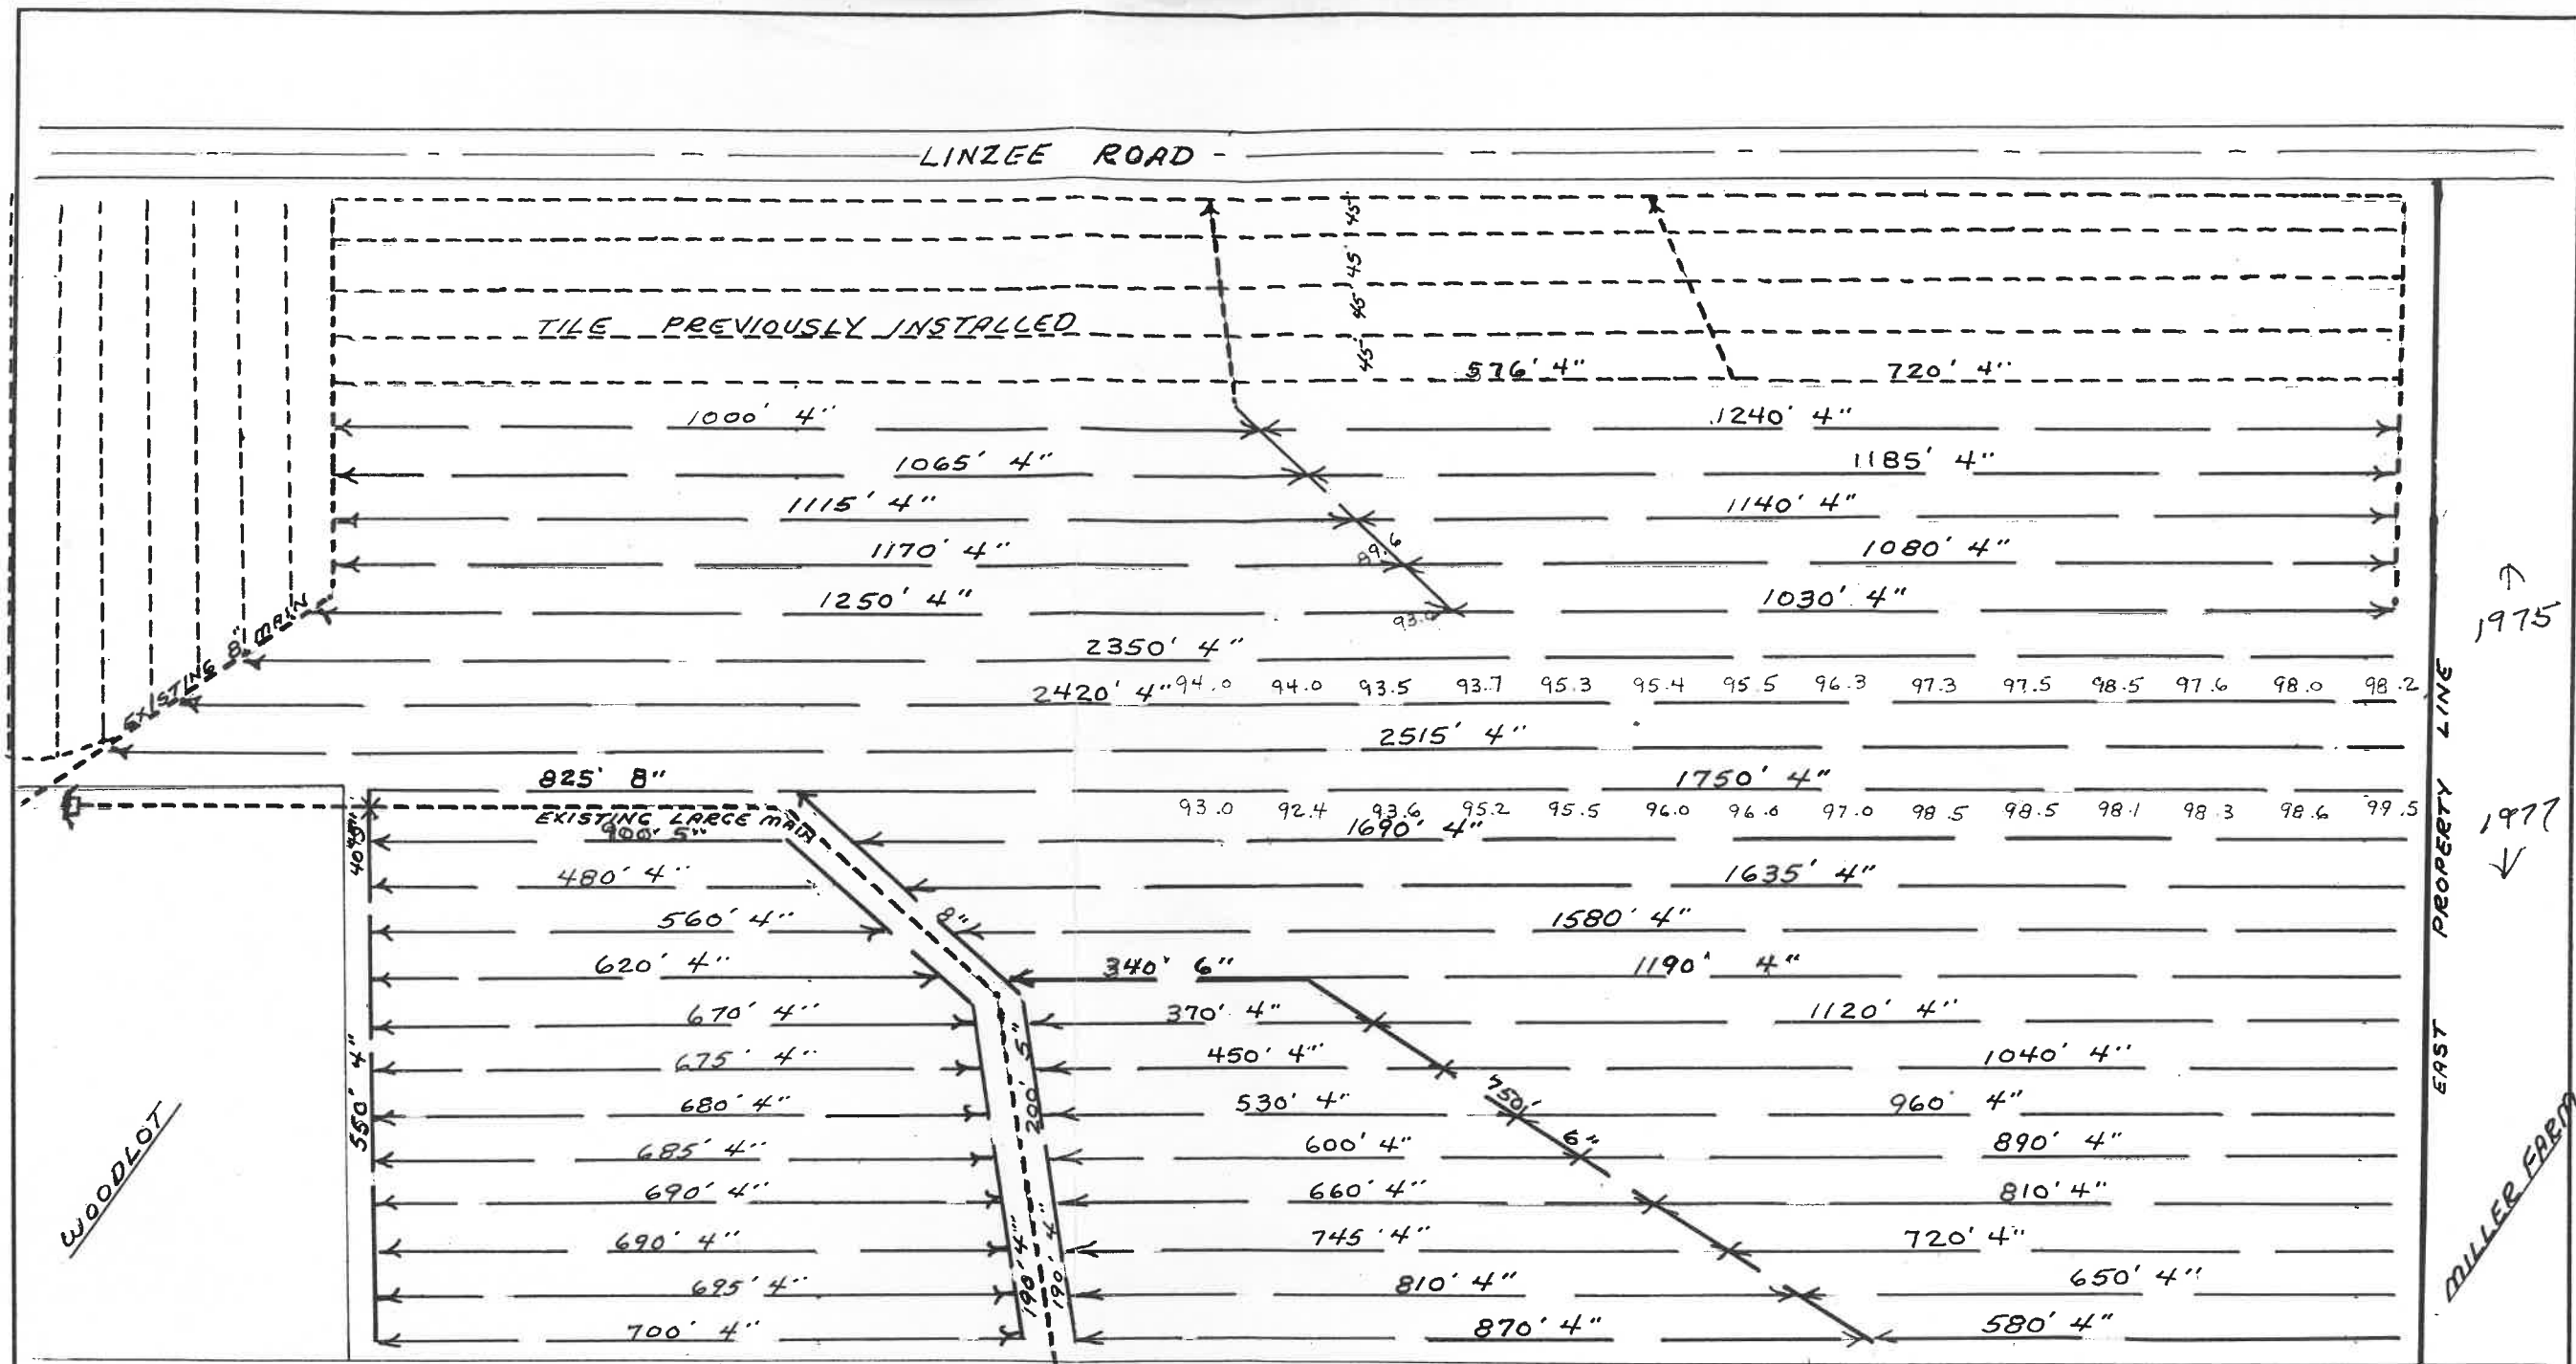 LINZEE ROAD
45'
45'
45'
45'
TILE PREVIOUSLY INSTALLED
576' 4" 720' 4"
1000' 4" 1240' 4"
1065' 4" 1185' 4"
1115' 4" 1140' 4"
89.6
1170' 4" 1080' 4"
1250' 4" 1030' 4"
2350' 4"
EXISTING 8" MAIN
1975
2420' 4" 94.0 94.0 93.5 93.7 95.3 95.4 95.5 96.3 97.3 97.5 98.5 97.6 98.0 98.2
2515' 4"
825' 8" 1750' 4"
93.0 92.4 93.6 95.2 95.5 96.0 96.0 97.0 98.5 98.5 98.1 98.3 98.6 99.5
EXISTING LARGE MAIN
900' 5" 1690' 4"
1977
480' 4" 1635' 4"
560' 4" 8" 1580' 4"
620' 4" 340' 6" 1190' 4"
670' 4" 370' 4" 1120' 4"
675' 4" 450' 4" 1040' 4"
680' 4" 200' 5" 530' 4" 750' 960' 4"
550' 4"
685' 4" 600' 4" 6" 890' 4"
690' 4" 660' 4" 810' 4"
690' 4" 745' 4" 720' 4"
190' 4" 190' 4"
695' 4" 810' 4" 650' 4"
700' 4" 870' 4" 580' 4"
WOODLOT
EAST PROPERTY LINE
MILLER FARM